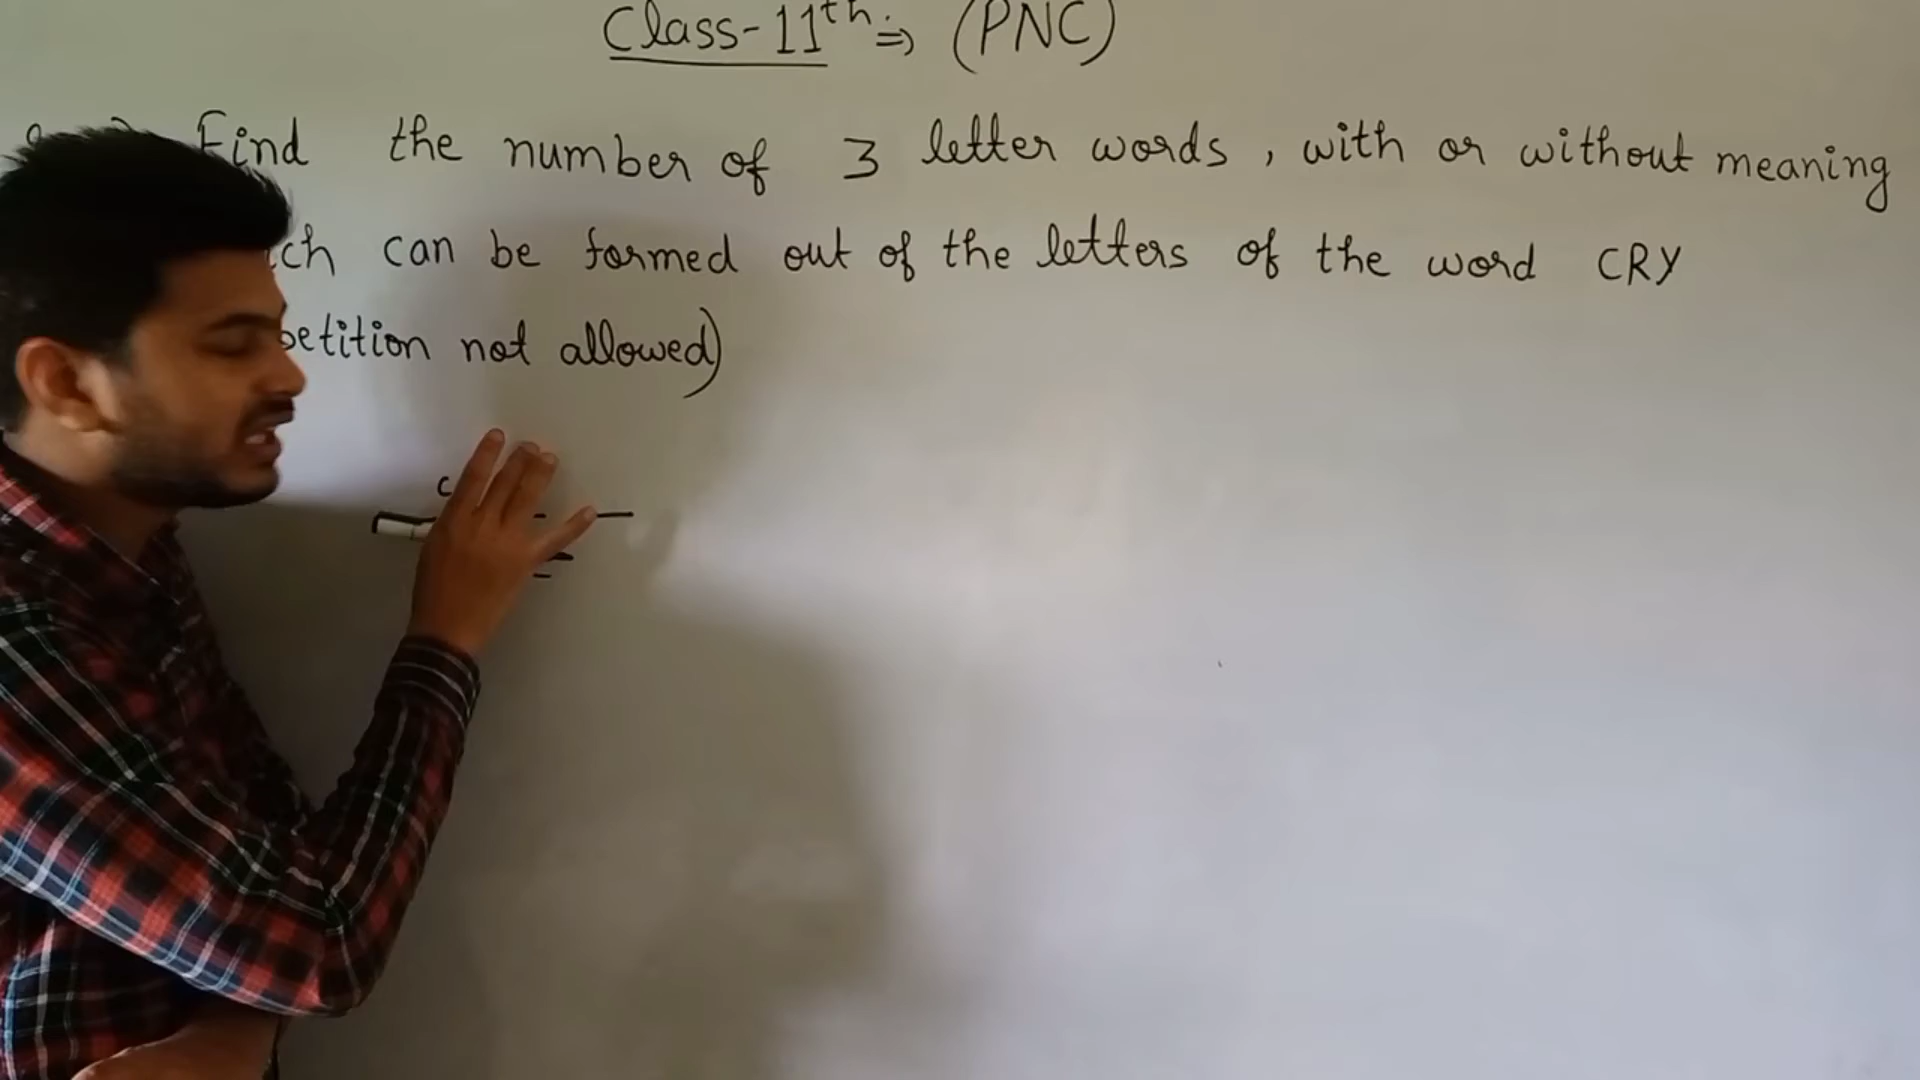 Class-11th ⇒ (PNC)
Find the number of 3 letter words, with or without meaning
ch can be formed out of the letters of the word CRY
petition not allowed)
C